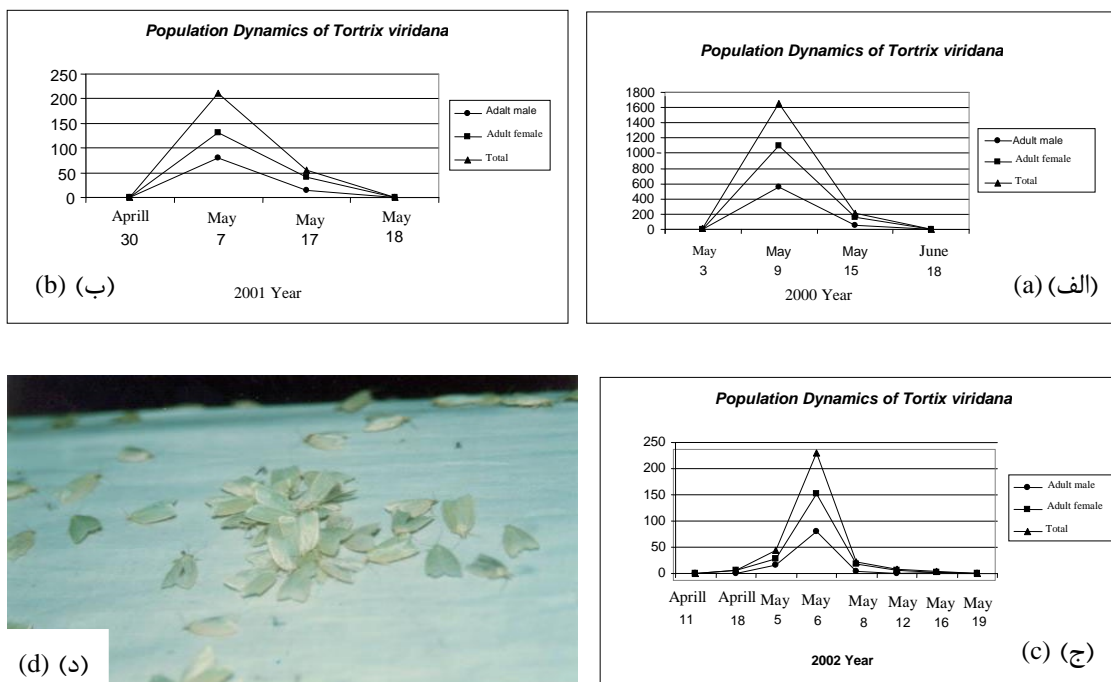 Population Dynamics of Tortrix viridana
250
200
150
100
50
0
Aprill May May May
30 7 17 18
2001 Year
Adalt male
Adult female
Total
(ب) (b)
Population Dynamics of Tortrix viridana
1800
1600
1400
1200
1000
800
600
400
200
0
May May May June
3 9 15 18
2000 Year
Adult male
Adult female
Total
(الف) (a)
(د) (d)
Population Dynamics of Tortix viridana
250
200
150
100
50
0
Aprill Aprill May May May May May May
11 18 5 6 8 12 16 19
2002 Year
Adult male
Adult female
Total
(ج) (c)